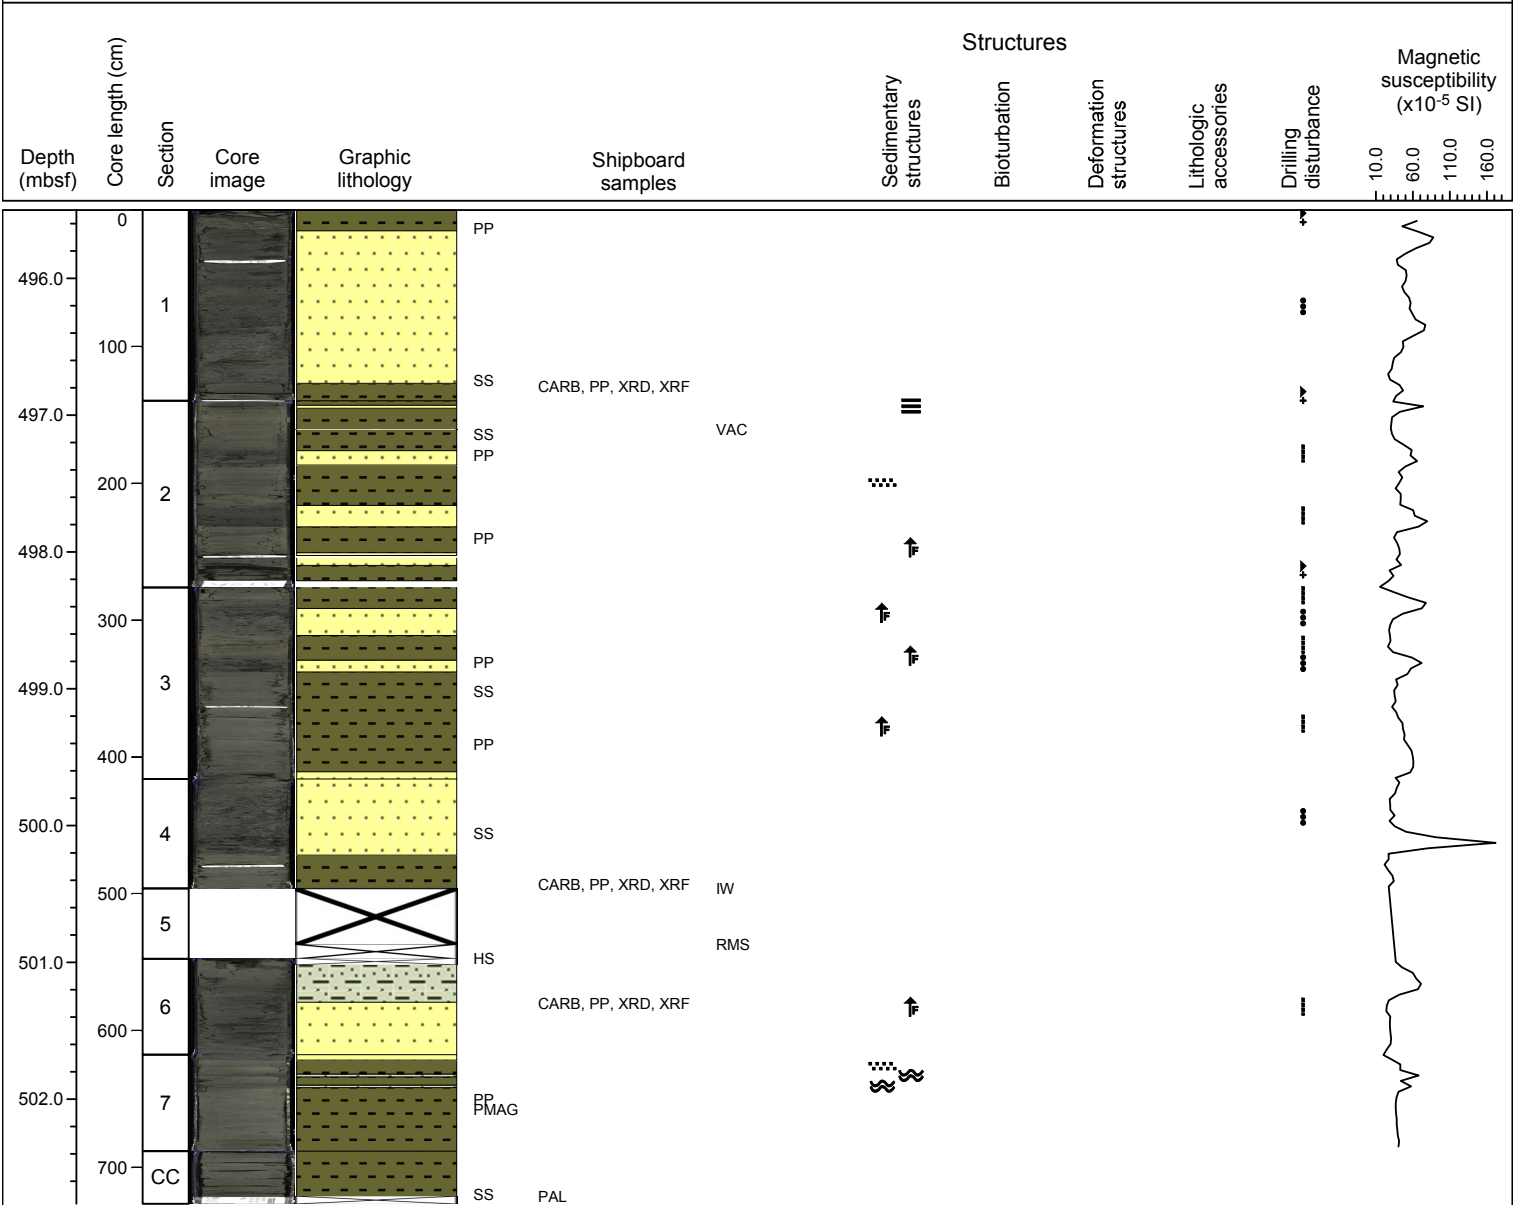 Structures
Depth
(mbsf)
Core length (cm)
Section
Core
image
Graphic
lithology
Shipboard
samples
Sedimentary
structures
Bioturbation
Deformation
structures
Lithologic
accessories
Drilling
disturbance
Magnetic
susceptibility
(x10⁻⁵ SI)
10.0 60.0 110.0 160.0
0
PP
496.0
1
100
SS
CARB, PP, XRD, XRF
497.0
VAC
SS
PP
200
2
PP
498.0
F
300
F
F
PP
3
499.0
SS
F
PP
400
500.0
4
SS
CARB, PP, XRD, XRF IW
500
5
RMS
501.0
HS
CARB, PP, XRD, XRF
6
F
600
502.0
7
PP
PMAG
700
CC
SS PAL